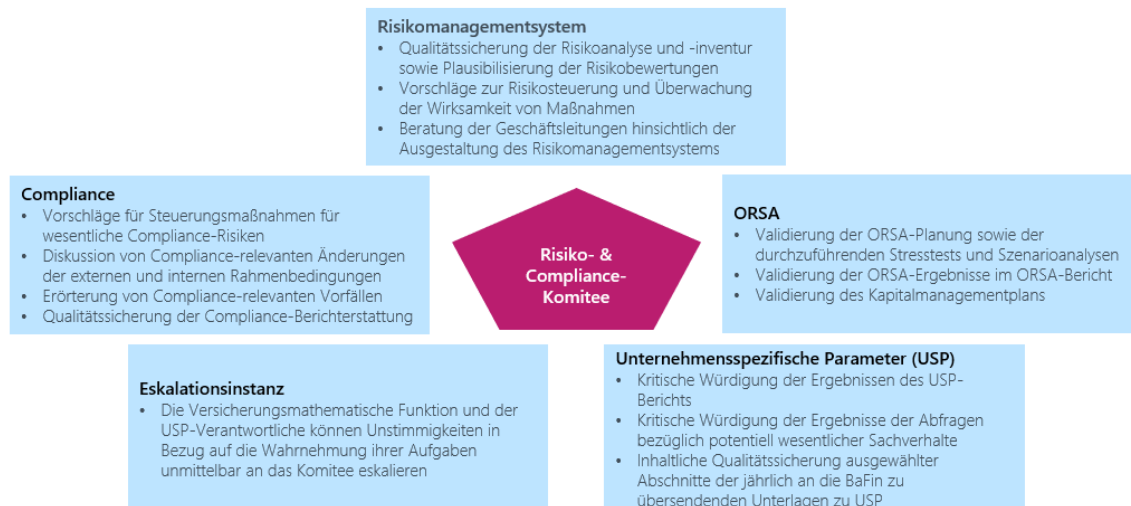 Risikomanagementsystem
• Qualitätssicherung der Risikoanalyse und -inventur
sowie Plausibilisierung der Risikobewertungen
• Vorschläge zur Risikosteuerung und Überwachung
der Wirksamkeit von Maßnahmen
• Beratung der Geschäftsleitungen hinsichtlich der
Ausgestaltung des Risikomanagementsystems
Compliance
• Vorschläge für Steuerungsmaßnahmen für
wesentliche Compliance-Risiken
• Diskussion von Compliance-relevanten Änderungen
der externen und internen Rahmenbedingungen
• Erörterung von Compliance-relevanten Vorfällen
• Qualitätssicherung der Compliance-Berichterstattung
Risiko- &
Compliance-
Komitee
ORSA
• Validierung der ORSA-Planung sowie der
durchzuführenden Stresstests und Szenarioanalysen
• Validierung der ORSA-Ergebnisse im ORSA-Bericht
• Validierung des Kapitalmanagementplans
Eskalationsinstanz
• Die Versicherungsmathematische Funktion und der
USP-Verantwortliche können Unstimmigkeiten in
Bezug auf die Wahrnehmung ihrer Aufgaben
unmittelbar an das Komitee eskalieren
Unternehmensspezifische Parameter (USP)
• Kritische Würdigung der Ergebnissen des USP-
Berichts
• Kritische Würdigung der Ergebnisse der Abfragen
bezüglich potentiell wesentlicher Sachverhalte
• Inhaltliche Qualitätssicherung ausgewählter
Abschnitte der jährlich an die BaFin zu
übersendenden Unterlagen zu USP